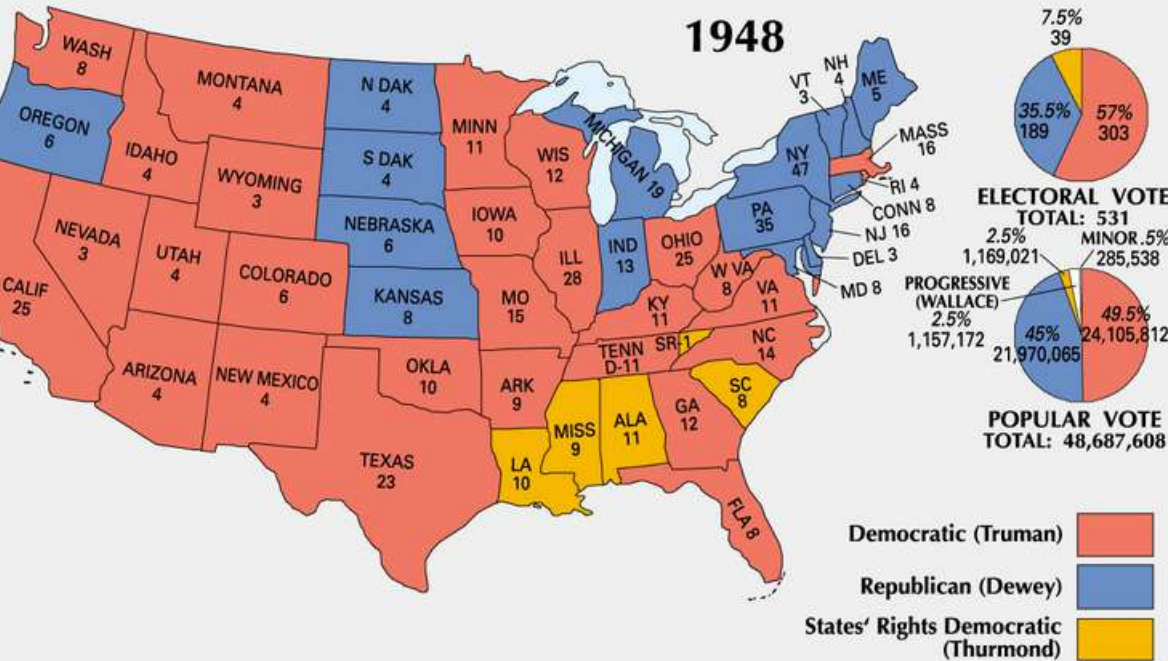 1948
WASH
8
OREGON
6
CALIF
25
NEVADA
3
IDAHO
4
MONTANA
4
WYOMING
3
UTAH
4
COLORADO
6
ARIZONA
4
NEW MEXICO
4
N DAK
4
S DAK
4
NEBRASKA
6
KANSAS
8
OKLA
10
TEXAS
23
MINN
11
IOWA
10
MO
15
ARK
9
LA
10
WIS
12
ILL
28
MICHIGAN 19
IND
13
OHIO
25
KY
11
TENN
D-11
SR-1
MISS
9
ALA
11
GA
12
FLA 8
SC
8
NC
14
VA
11
W VA
8
PA
35
NY
47
VT
3
NH
4
ME
5
MASS
16
RI 4
CONN 8
NJ 16
DEL 3
MD 8
7.5%
39
35.5%
189
57%
303
ELECTORAL VOTE
TOTAL: 531
2.5%
1,169,021
MINOR .5%
285,538
PROGRESSIVE
(WALLACE)
2.5%
1,157,172
45%
21,970,065
49.5%
24,105,812
POPULAR VOTE
TOTAL: 48,687,608
Democratic (Truman)
Republican (Dewey)
States' Rights Democratic
(Thurmond)